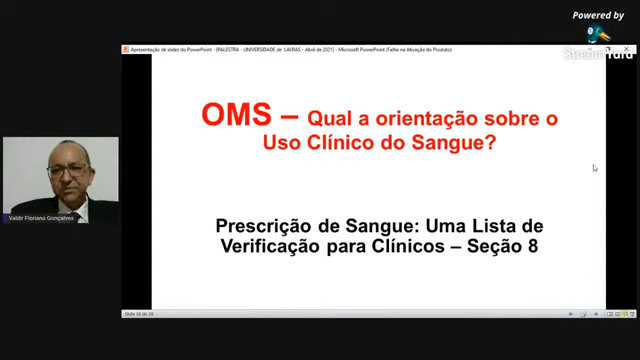 Powered by
StreamYard
Apresentação de slides do PowerPoint - [PALESTRA - UNIVERSIDADE de LAVRAS - Abril de 2021] - Microsoft PowerPoint (Falha na Ativação do Produto)
OMS – Qual a orientação sobre o
Uso Clínico do Sangue?
Valdir Floriano Gonçalves
Prescrição de Sangue: Uma Lista de
Verificação para Clínicos – Seção 8